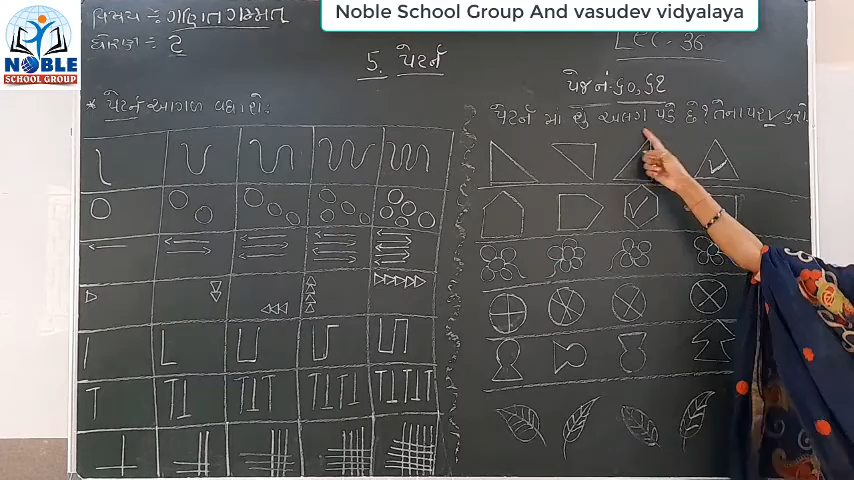 Noble School Group And vasudev vidyalaya
NOBLE
SCHOOL GROUP
વિષય :- ગણિત ગમ્મત
ધોરણ :- ૨
Lec - 36
5. પેટર્ન
પેજ નં. ૬૦, ૬૨
* પેટર્ન આગળ વધારો:
પેટર્ન માં શું અલગ પડે છે? તેના પર ✓ કરો.